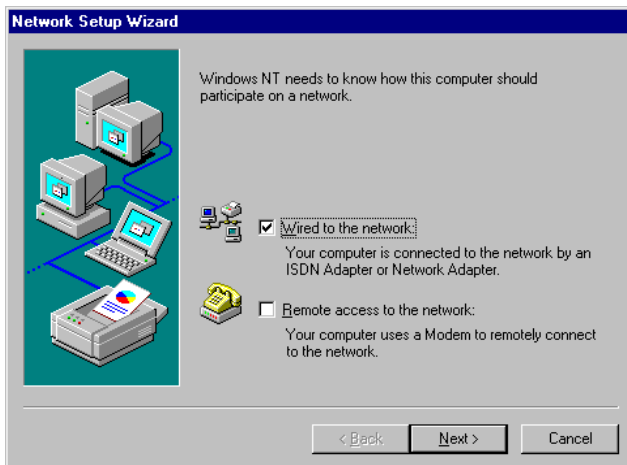 Network Setup Wizard
Windows NT needs to know how this computer should
participate on a network.
Wired to the network:
Your computer is connected to the network by an
ISDN Adapter or Network Adapter.
Remote access to the network:
Your computer uses a Modem to remotely connect
to the network.
< Back
Next >
Cancel